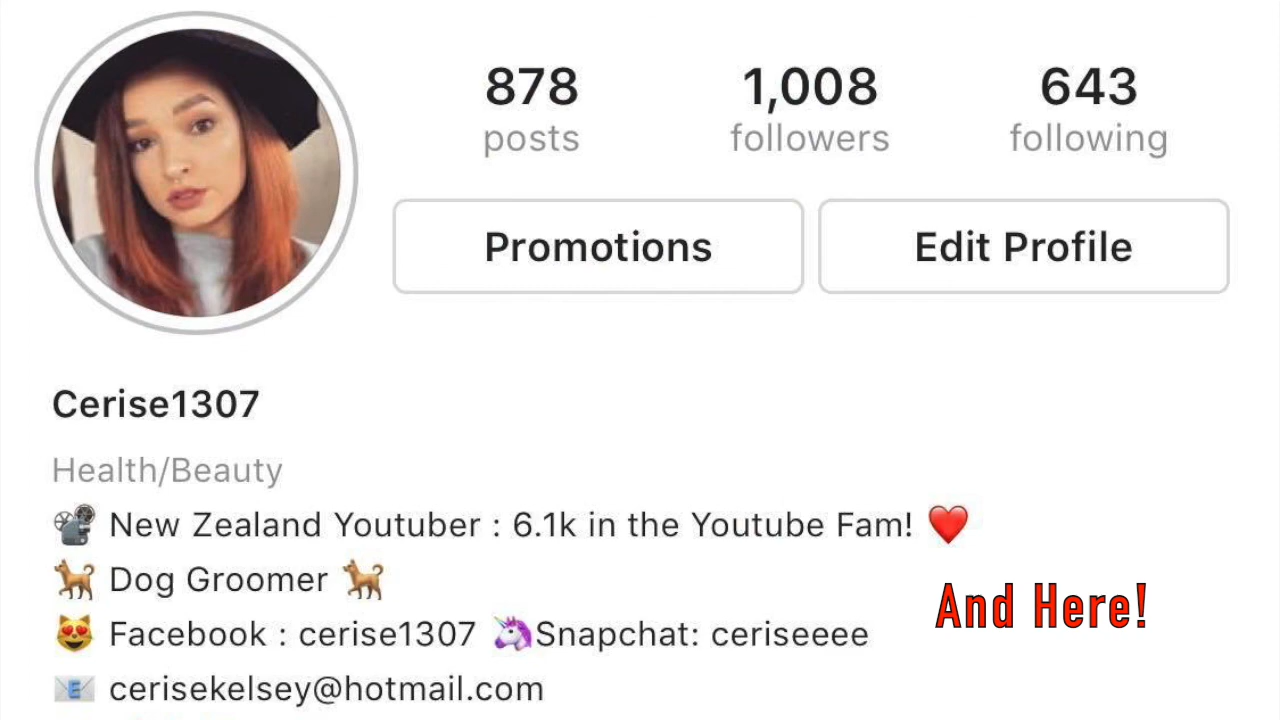 878 1,008 643
posts followers following
Promotions Edit Profile
Cerise1307
Health/Beauty
📽 New Zealand Youtuber : 6.1k in the Youtube Fam! ❤️
🐕 Dog Groomer 🐕
😻 Facebook : cerise1307 🦄Snapchat: ceriseeee
And Here!
📧 cerisekelsey@hotmail.com